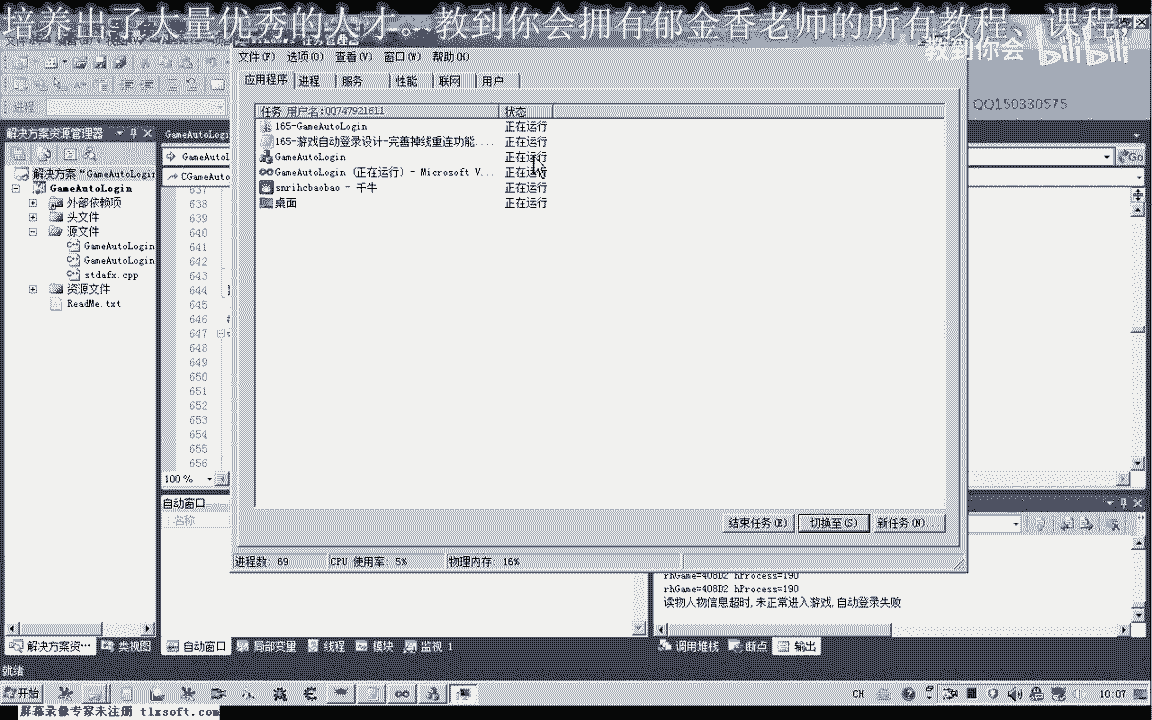 培养出了大量优秀的人才。教到你会拥有郁金香老师的所有教程、课程,
教到你会 bilibili
QQ150330575
文件(F) 选项(O) 查看(V) 窗口(W) 帮助(H)
应用程序 进程 服务 性能 联网 用户
任务 用户名:QQ747921611 状态
165-GameAutoLogin 正在运行
165-游戏自动登录设计-完善掉线重连功能.... 正在运行
GameAutoLogin 正在运行
GameAutoLogin (正在运行) - Microsoft V... 正在运行
snrihcbaobao - 千牛 正在运行
桌面 正在运行
结束任务(E) 切换至(S) 新任务(N)...
进程数: 69 CPU 使用率: 5% 物理内存: 16%
进程:
解决方案资源管理器
解决方案"GameAutoLogin
GameAutoLogin
外部依赖项
头文件
源文件
GameAutoLogin
GameAutoLogin
stdafx.cpp
资源文件
ReadMe.txt
GameAutoLogi
GameAutoL
CGameAuto
Go
637
638
639
640
641
642
643
644
645
646
647
648
649
650
651
652
653
654
655
656
100 %
自动窗口
名称
rhGame=408D2 hProcess=190
rhGame=408D2 hProcess=190
读物人物信息超时,未正常进入游戏,自动登录失败
解决方案资... 类视图 自动窗口 局部变量 线程 模块 监视 1 调用堆栈 断点 输出
就绪
开始 CH 10:07
屏幕录像专家未注册 tlxsoft.com